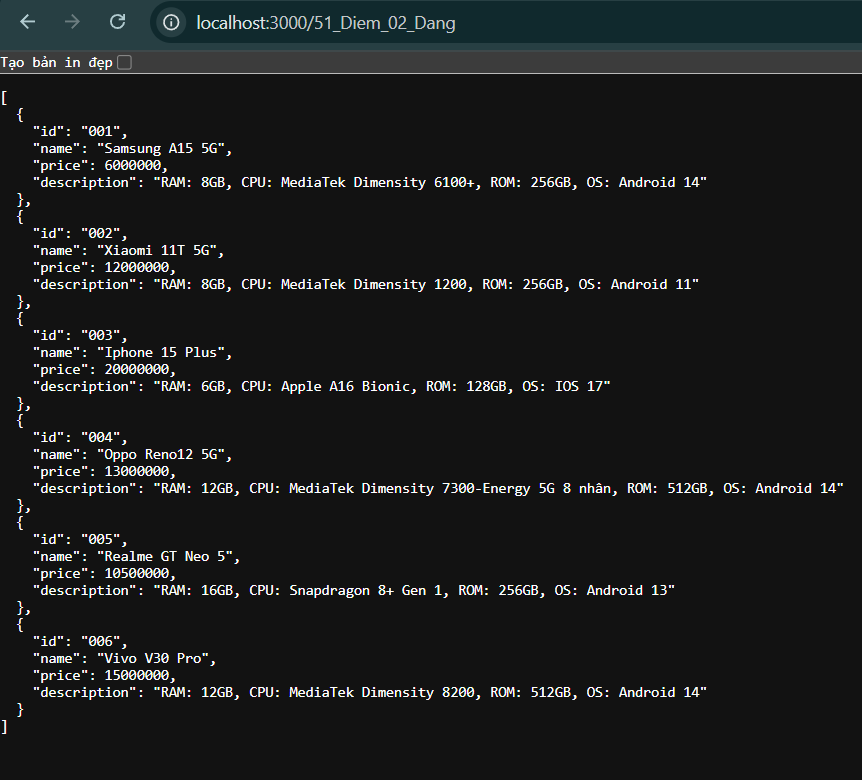 localhost:3000/51_Diem_02_Dang
Tạo bản in đẹp
[
  {
    "id": "001",
    "name": "Samsung A15 5G",
    "price": 6000000,
    "description": "RAM: 8GB, CPU: MediaTek Dimensity 6100+, ROM: 256GB, OS: Android 14"
  },
  {
    "id": "002",
    "name": "Xiaomi 11T 5G",
    "price": 12000000,
    "description": "RAM: 8GB, CPU: MediaTek Dimensity 1200, ROM: 256GB, OS: Android 11"
  },
  {
    "id": "003",
    "name": "Iphone 15 Plus",
    "price": 20000000,
    "description": "RAM: 6GB, CPU: Apple A16 Bionic, ROM: 128GB, OS: IOS 17"
  },
  {
    "id": "004",
    "name": "Oppo Reno12 5G",
    "price": 13000000,
    "description": "RAM: 12GB, CPU: MediaTek Dimensity 7300-Energy 5G 8 nhân, ROM: 512GB, OS: Android 14"
  },
  {
    "id": "005",
    "name": "Realme GT Neo 5",
    "price": 10500000,
    "description": "RAM: 16GB, CPU: Snapdragon 8+ Gen 1, ROM: 256GB, OS: Android 13"
  },
  {
    "id": "006",
    "name": "Vivo V30 Pro",
    "price": 15000000,
    "description": "RAM: 12GB, CPU: MediaTek Dimensity 8200, ROM: 512GB, OS: Android 14"
  }
]